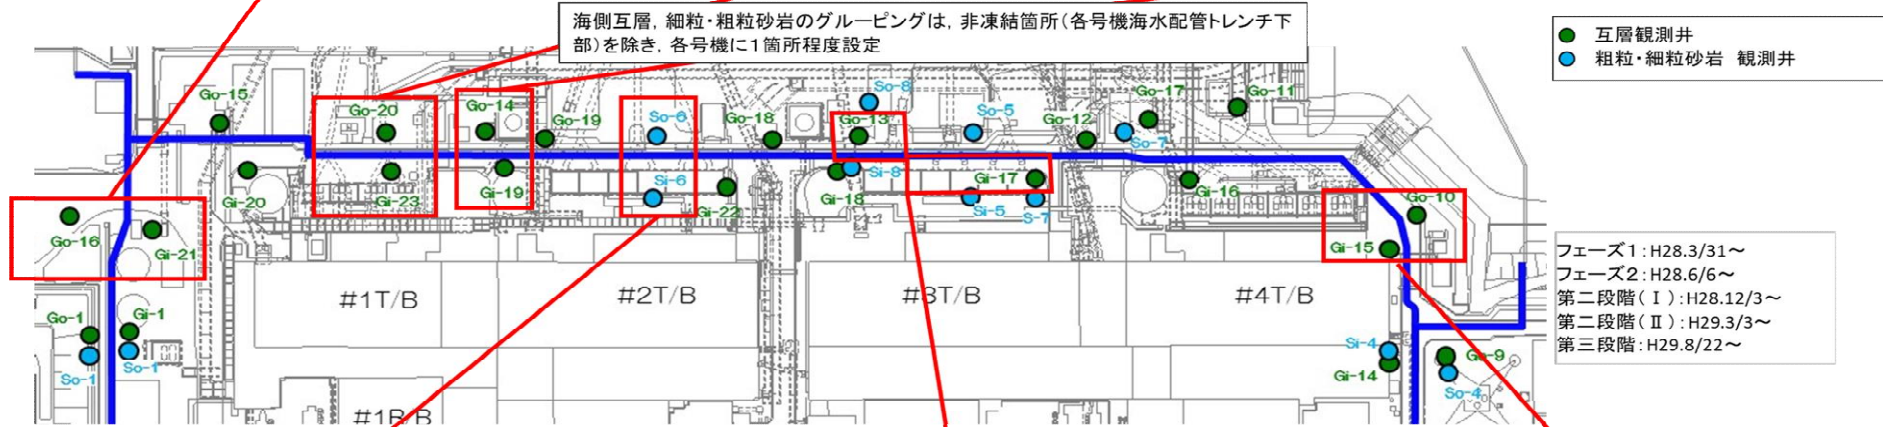 海側互層，細粒・粗粒砂岩のグルーピングは，非凍結箇所（各号機海水配管トレンチ下
部）を除き，各号機に１箇所程度設定
互層観測井
粗粒・細粒砂岩　観測井
Go-15
Go-20
Go-14
Go-19
So-6
Go-18
So-8
Go-13
So-5
Go-12
Go-17
So-7
Go-11
Gi-20
Gi-23
Gi-19
Si-6
Gi-22
Gi-18
Si-8
Gi-17
Si-5
S-7
Gi-16
Go-10
Gi-15
Go-16
Gi-21
#1T/B
#2T/B
#3T/B
#4T/B
Go-1
Gi-1
So-1
So-1
Si-4
Gi-14
Go-9
So-4
#1R/B
フェーズ１：H28.3/31～
フェーズ２：H28.6/6～
第二段階（Ⅰ）：H28.12/3～
第二段階（Ⅱ）：H29.3/3～
第三段階：H29.8/22～